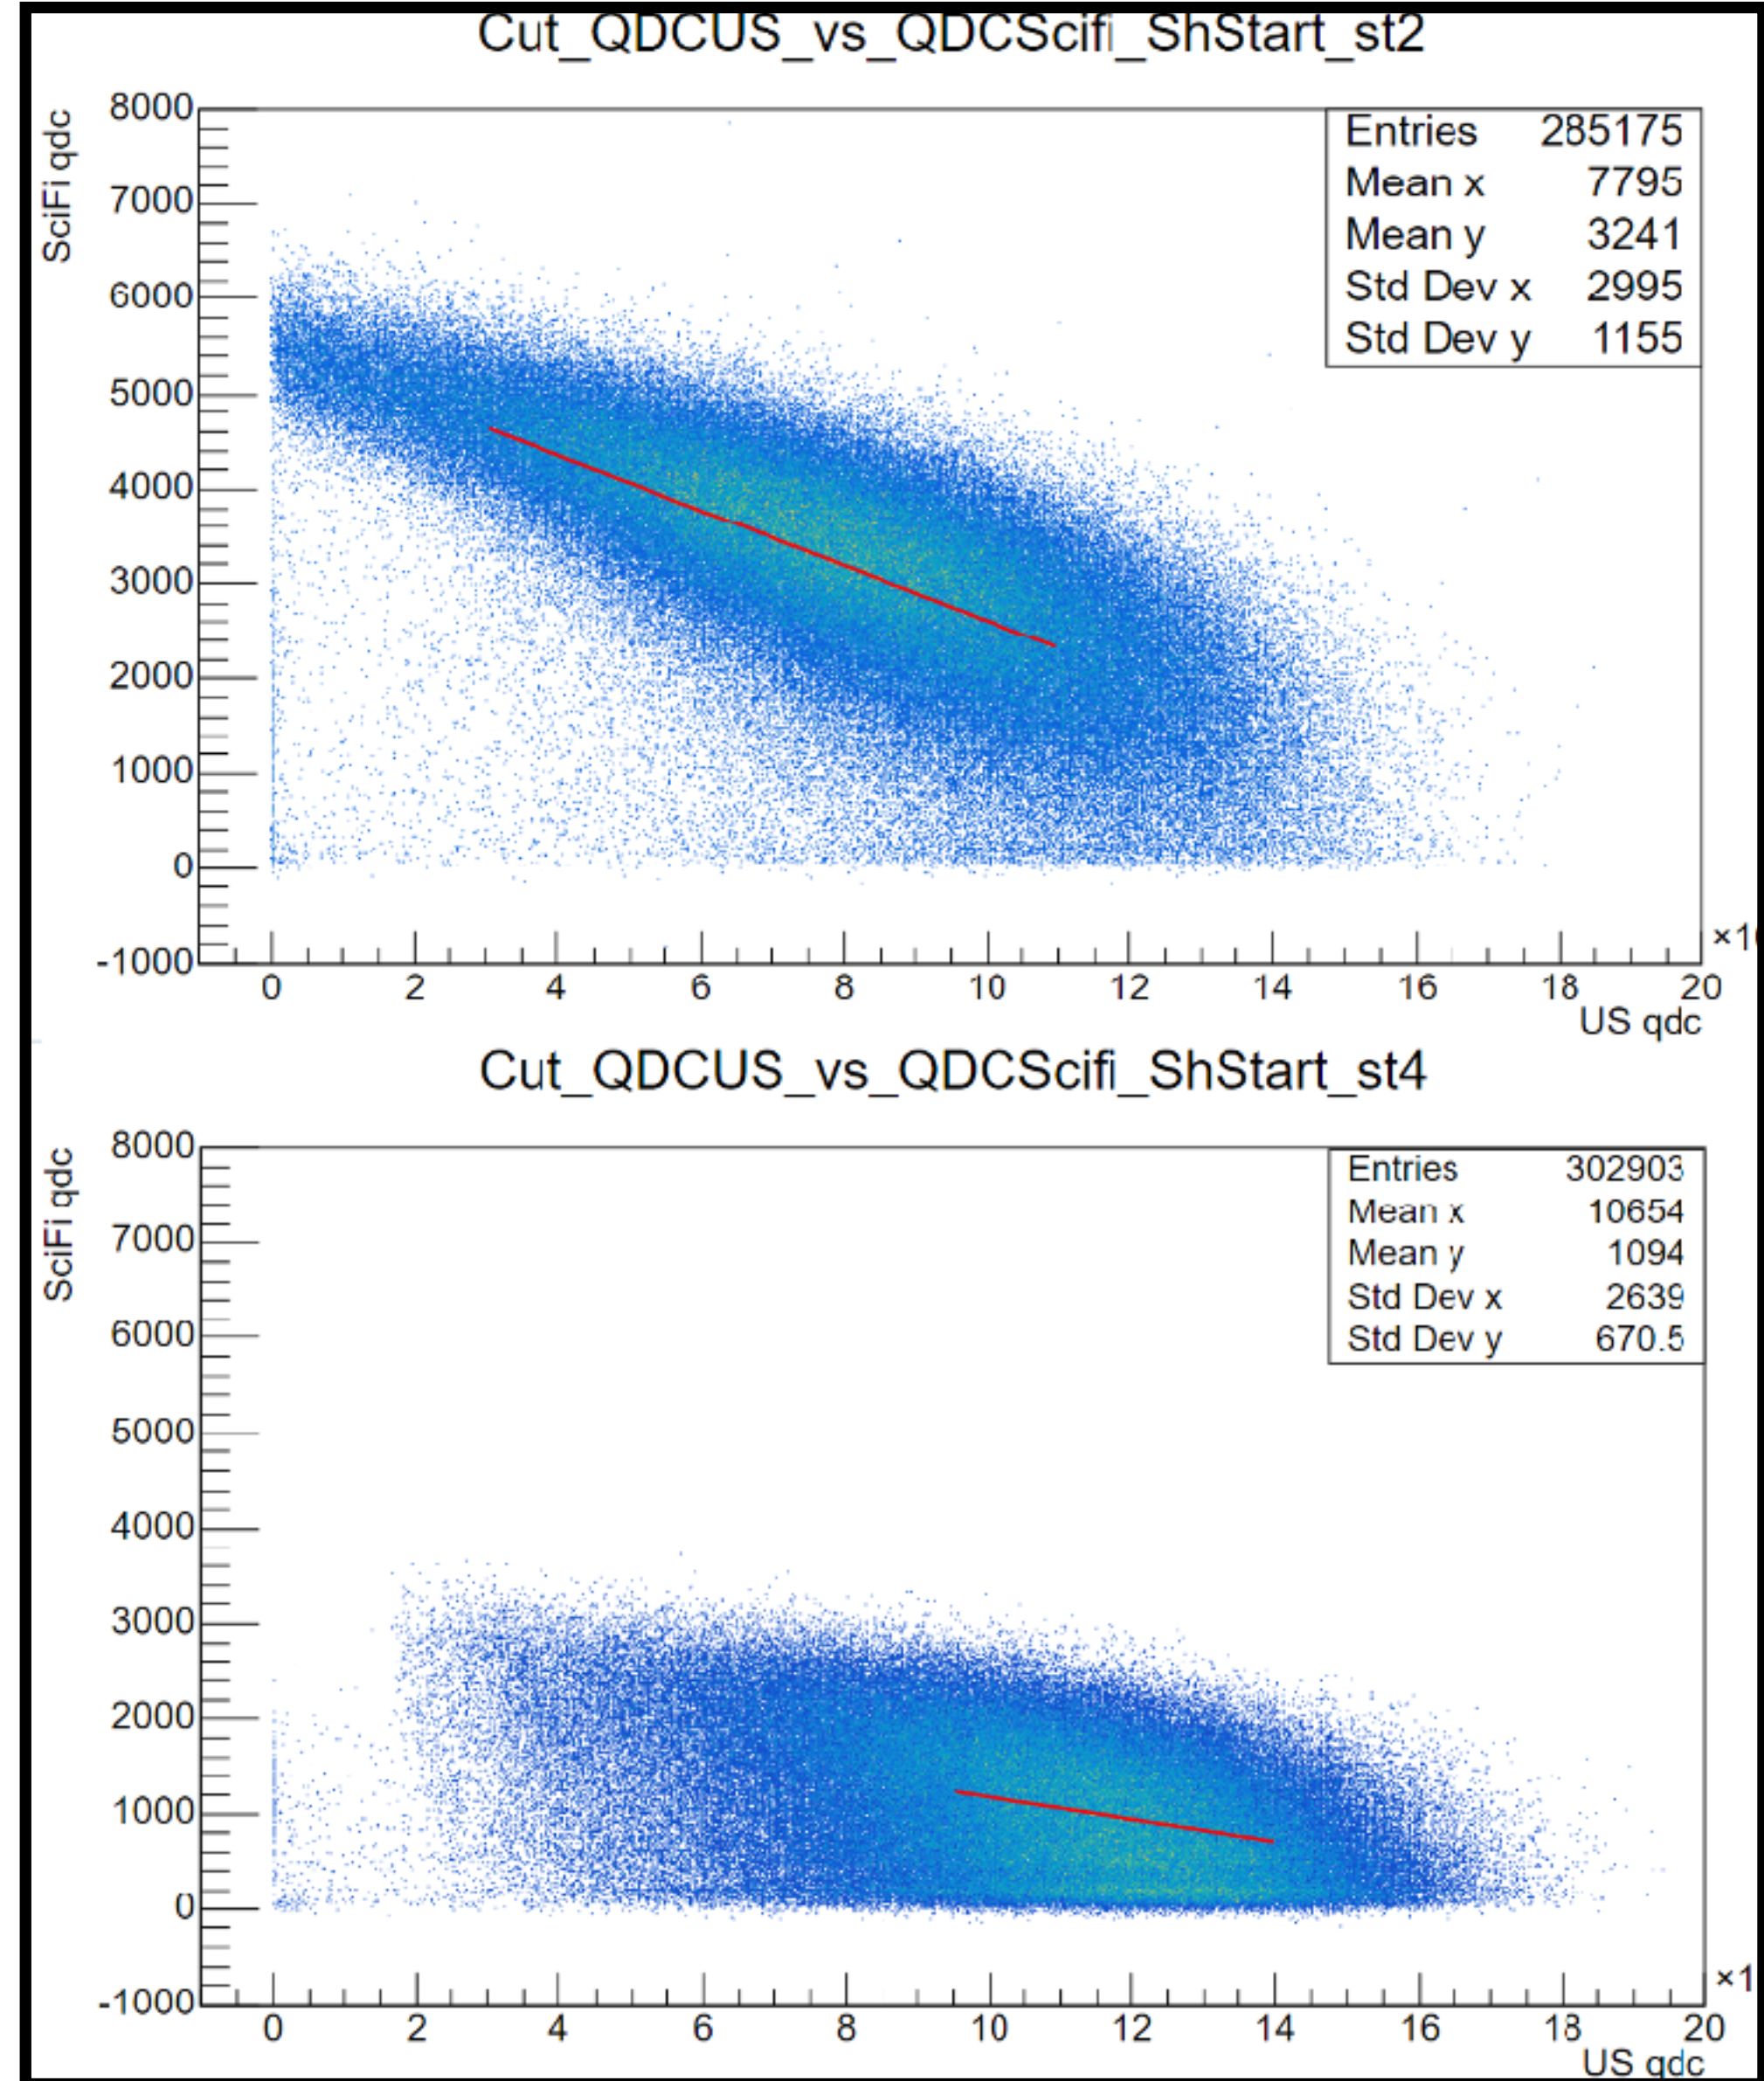 Cut_QDCUS_vs_QDCScifi_ShStart_st2
SciFi qdc
8000
7000
6000
5000
4000
3000
2000
1000
0
-1000
Entries 285175
Mean x 7795
Mean y 3241
Std Dev x 2995
Std Dev y 1155
0 2 4 6 8 10 12 14 16 18 20
US qdc
Cut_QDCUS_vs_QDCScifi_ShStart_st4
SciFi qdc
8000
7000
6000
5000
4000
3000
2000
1000
0
-1000
Entries 302903
Mean x 10654
Mean y 1094
Std Dev x 2639
Std Dev y 670.5
×1
0 2 4 6 8 10 12 14 16 18 20
US qdc